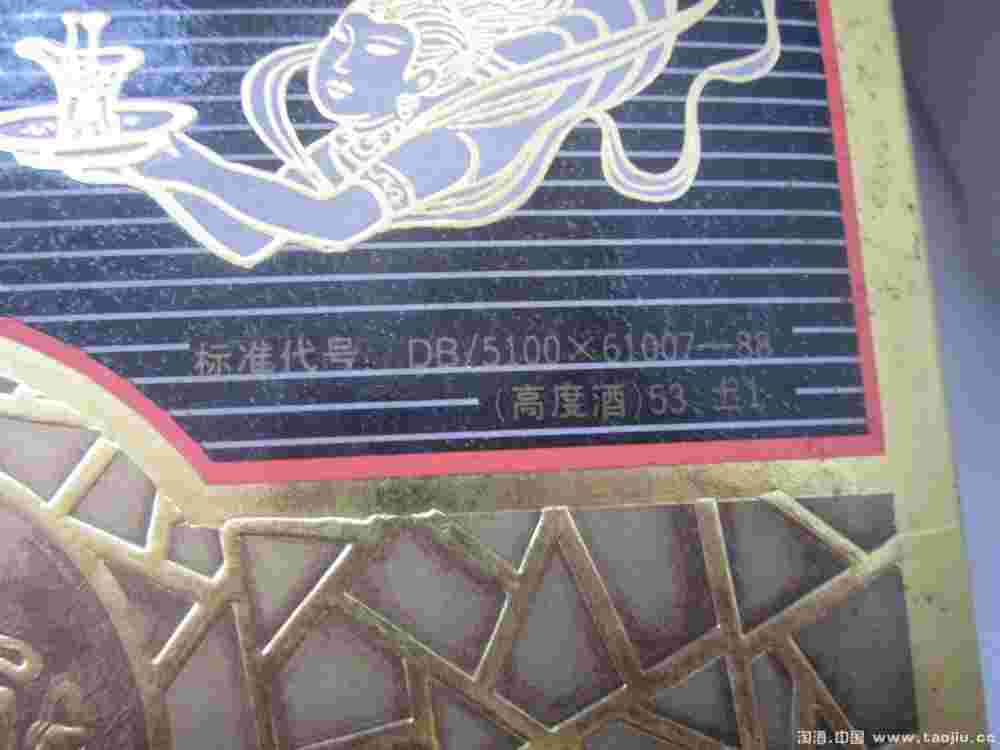 标准代号 DB/5100×61007—88
(高度酒)53 ±1
淘酒.中国 www.taojiu.cc